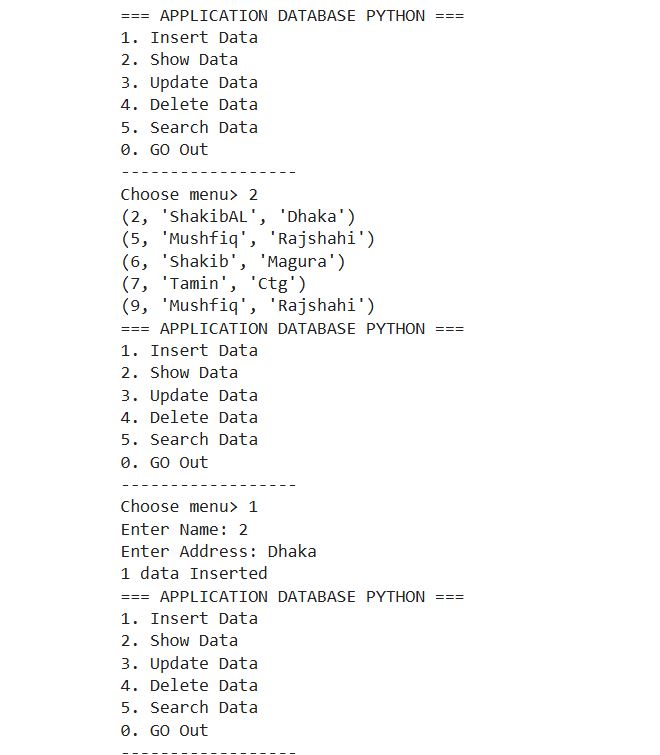 === APPLICATION DATABASE PYTHON ===
1. Insert Data
2. Show Data
3. Update Data
4. Delete Data
5. Search Data
0. GO Out
------------------
Choose menu> 2
(2, 'ShakibAL', 'Dhaka')
(5, 'Mushfiq', 'Rajshahi')
(6, 'Shakib', 'Magura')
(7, 'Tamin', 'Ctg')
(9, 'Mushfiq', 'Rajshahi')
=== APPLICATION DATABASE PYTHON ===
1. Insert Data
2. Show Data
3. Update Data
4. Delete Data
5. Search Data
0. GO Out
------------------
Choose menu> 1
Enter Name: 2
Enter Address: Dhaka
1 data Inserted
=== APPLICATION DATABASE PYTHON ===
1. Insert Data
2. Show Data
3. Update Data
4. Delete Data
5. Search Data
0. GO Out
------------------